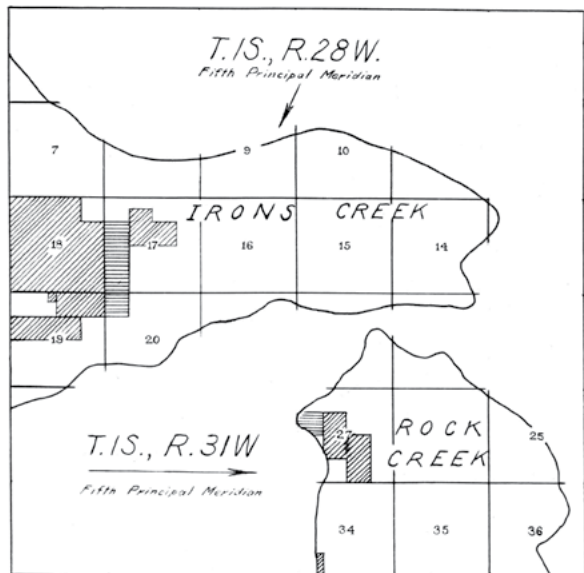 T.1S., R.28W.
Fifth Principal Meridian
7
9
10
IRONS CREEK
18
17
16
15
14
19
20
T.1S., R.31W
Fifth Principal Meridian
27
ROCK
25
CREEK
34
35
36